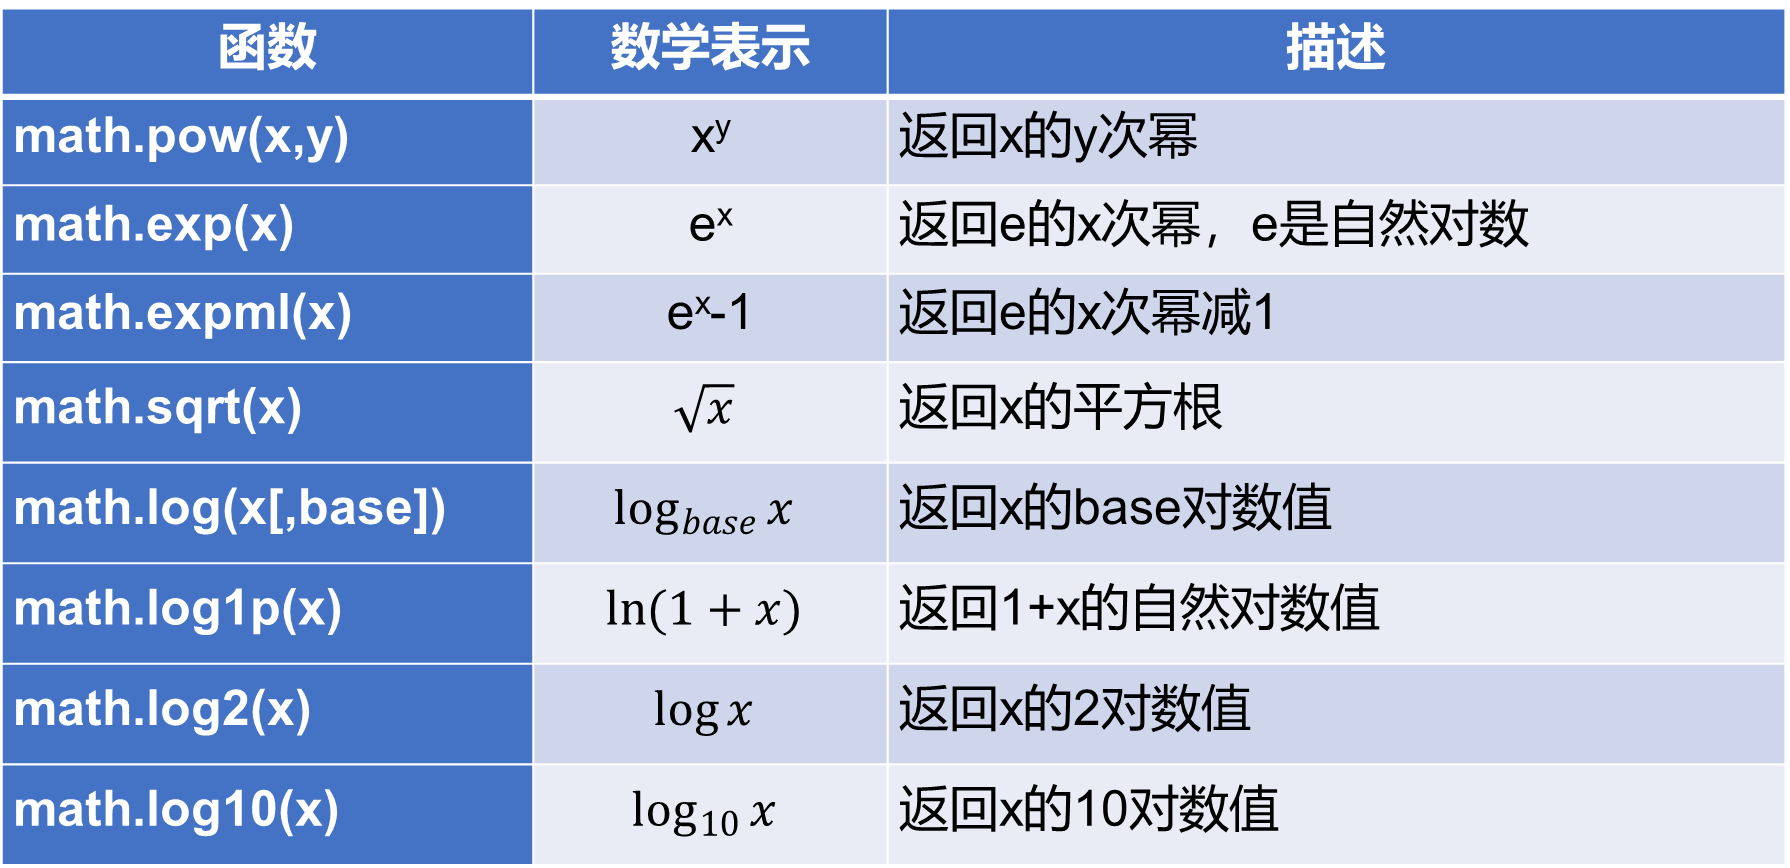 函数 数学表示 描述
math.pow(x,y) xʸ 返回x的y次幂
math.exp(x) eˣ 返回e的x次幂，e是自然对数
math.expml(x) eˣ-1 返回e的x次幂减1
math.sqrt(x) √x 返回x的平方根
math.log(x[,base]) log_base x 返回x的base对数值
math.log1p(x) ln(1 + x) 返回1+x的自然对数值
math.log2(x) log x 返回x的2对数值
math.log10(x) log₁₀ x 返回x的10对数值